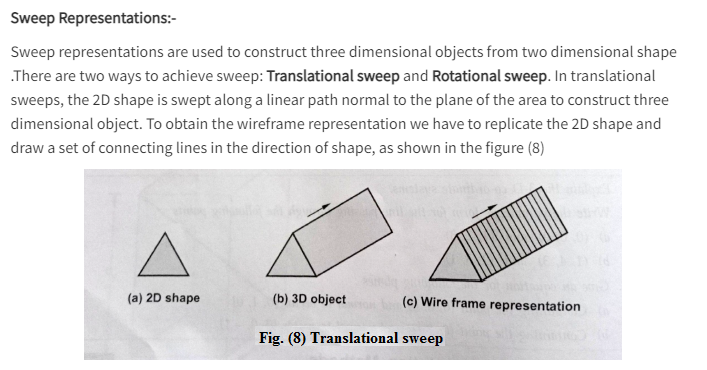 Sweep Representations:-
Sweep representations are used to construct three dimensional objects from two dimensional shape
.There are two ways to achieve sweep: Translational sweep and Rotational sweep. In translational
sweeps, the 2D shape is swept along a linear path normal to the plane of the area to construct three
dimensional object. To obtain the wireframe representation we have to replicate the 2D shape and
draw a set of connecting lines in the direction of shape, as shown in the figure (8)
(a) 2D shape
(b) 3D object
(c) Wire frame representation
Fig. (8) Translational sweep